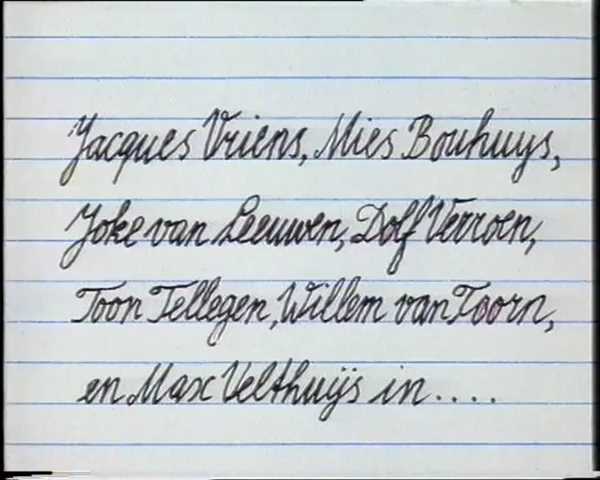 Jacques Vriens, Mies Bouhuys,
Joke van Leeuwen, Dolf Verroen,
Toon Tellegen, Willem van Toorn,
en Max Velthuijs in....